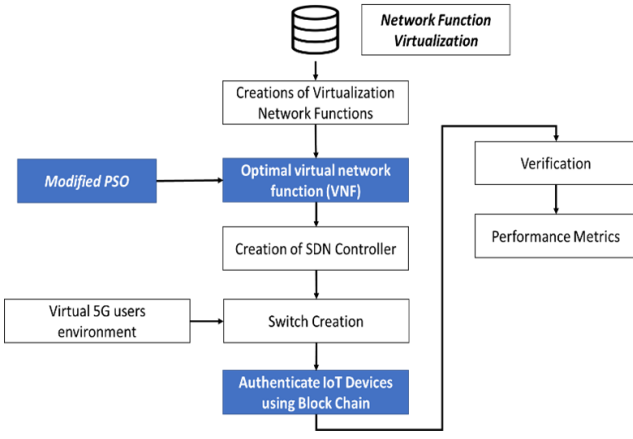 Network Function
Virtualization
Creations of Virtualization
Network Functions
Modified PSO
Optimal virtual network
function (VNF)
Verification
Creation of SDN Controller
Performance Metrics
Virtual 5G users
environment
Switch Creation
Authenticate IoT Devices
using Block Chain